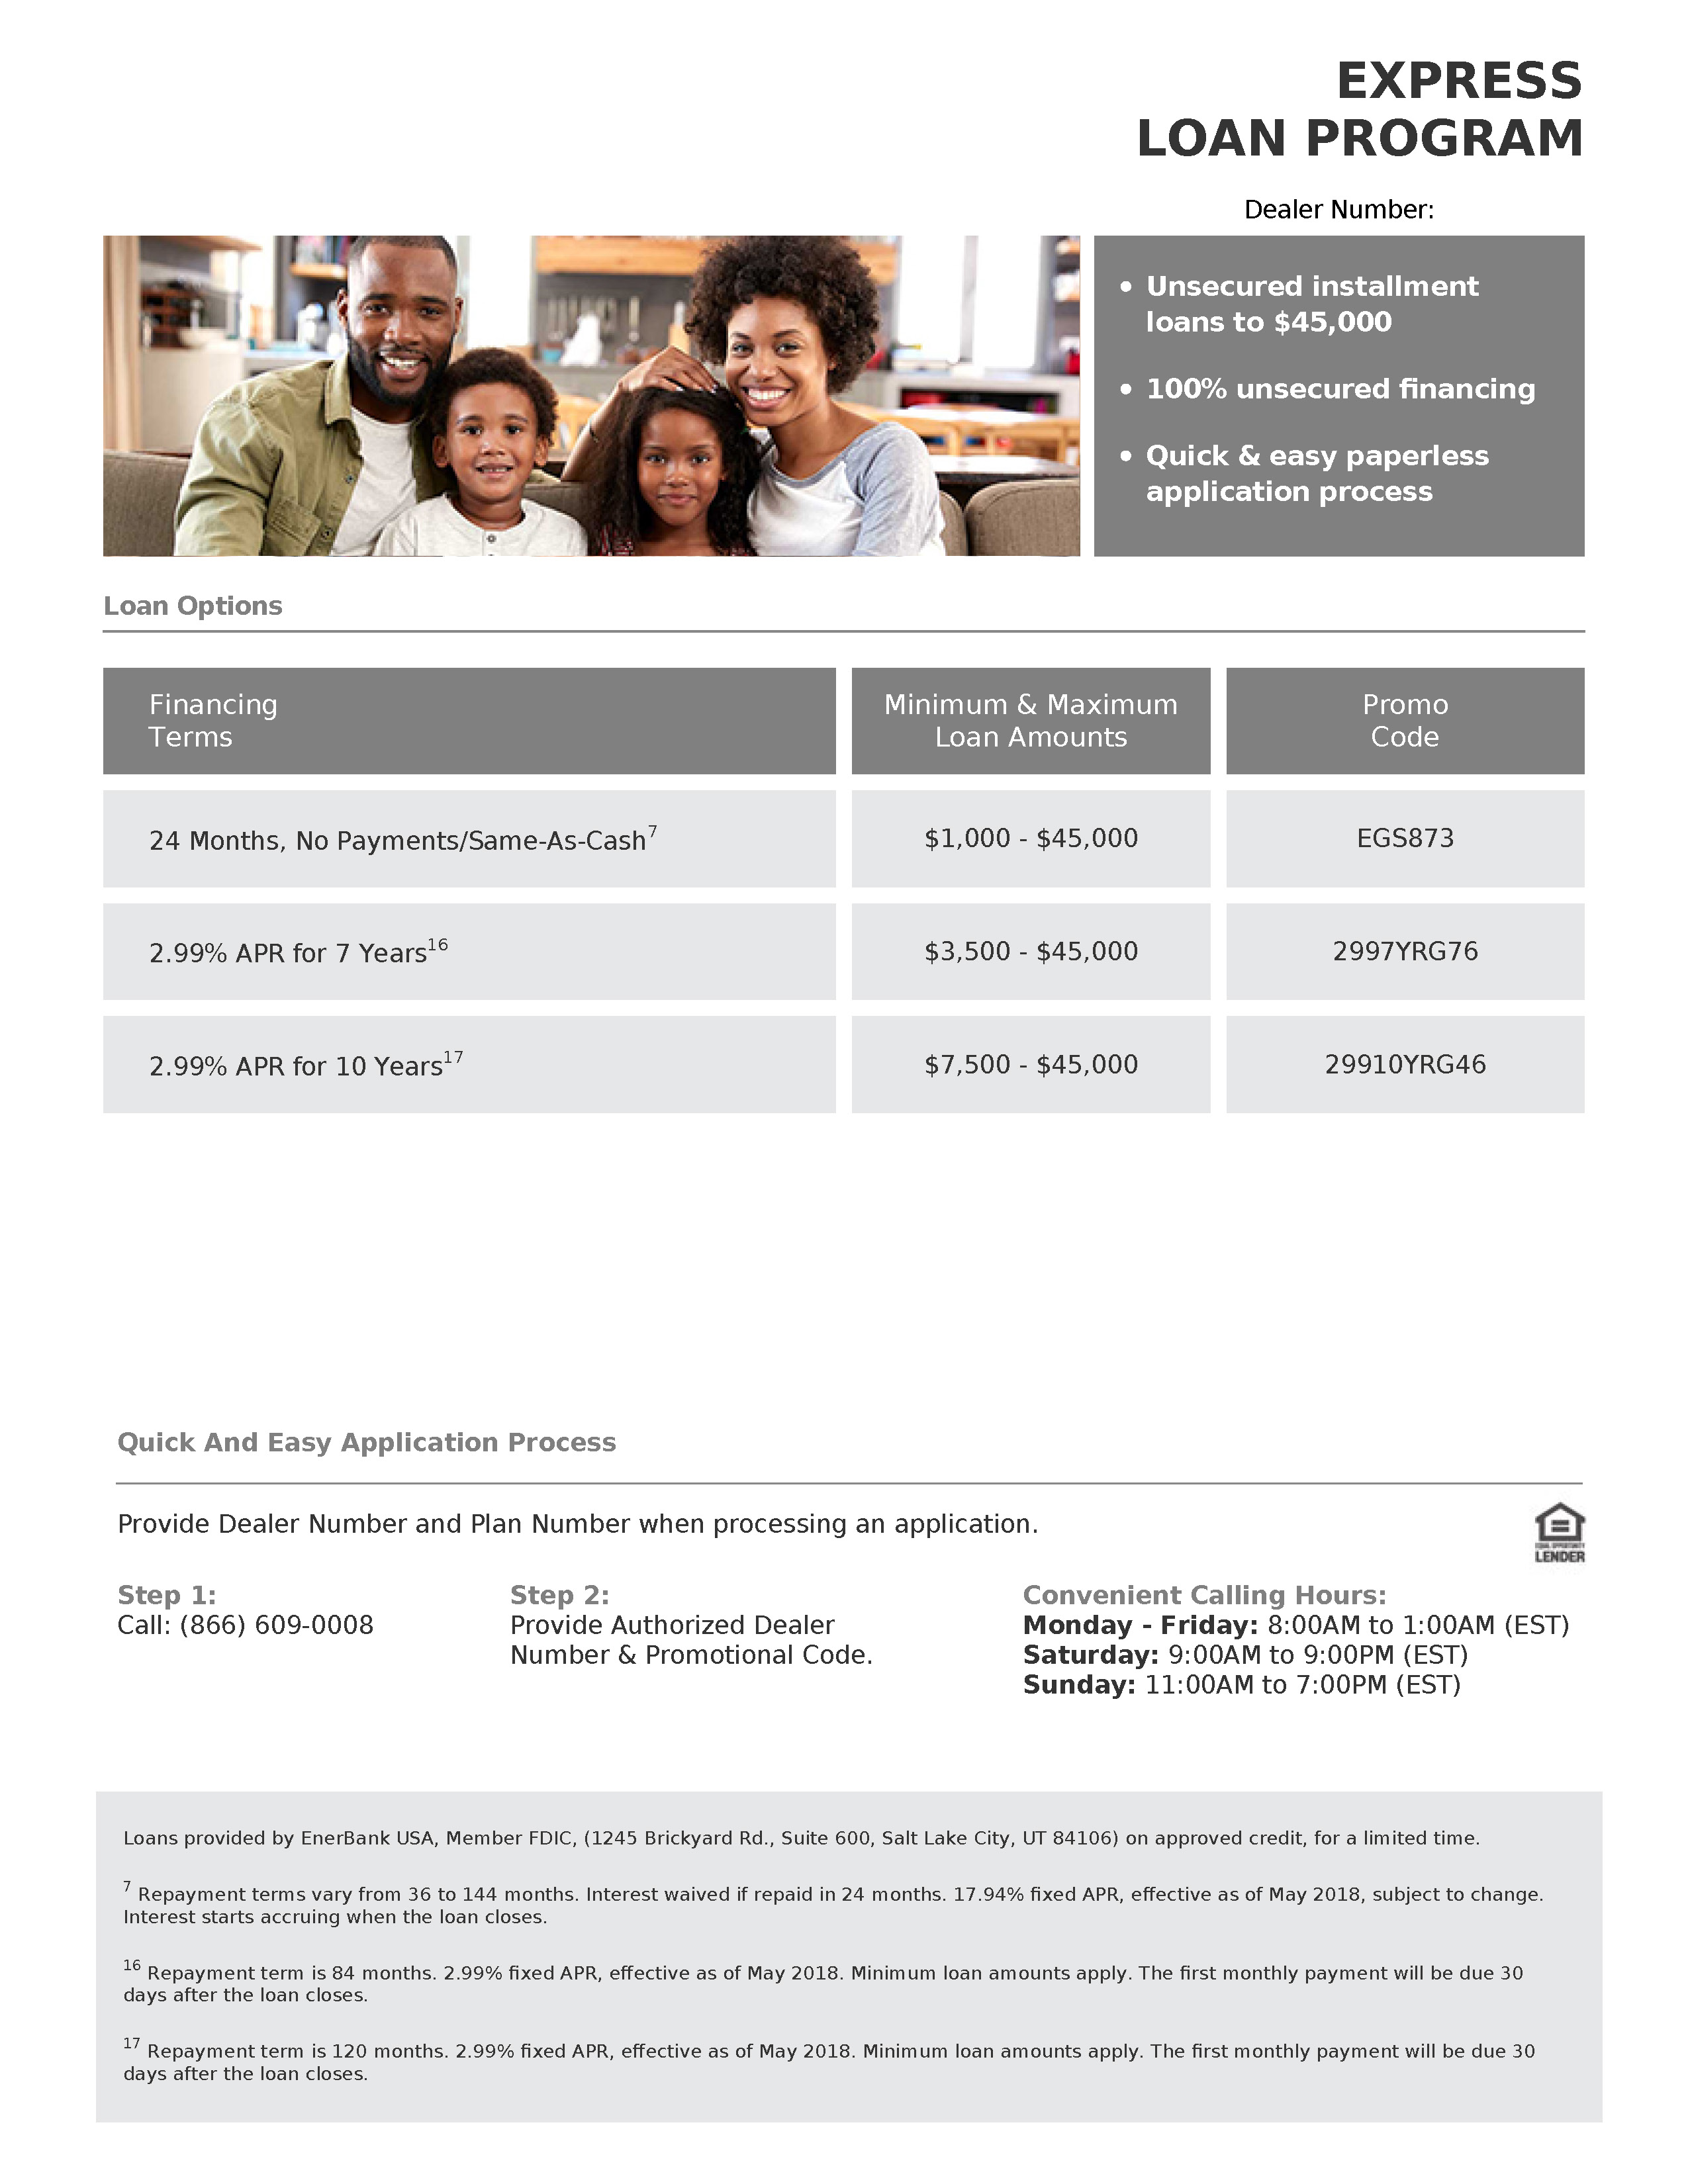 EXPRESS
LOAN PROGRAM
Dealer Number:
• Unsecured installment
loans to $45,000
• 100% unsecured financing
• Quick & easy paperless
application process
Loan Options
Financing
Terms
Minimum & Maximum
Loan Amounts
Promo
Code
24 Months, No Payments/Same-As-Cash7
$1,000 - $45,000
EGS873
2.99% APR for 7 Years16
$3,500 - $45,000
2997YRG76
2.99% APR for 10 Years17
$7,500 - $45,000
29910YRG46
Quick And Easy Application Process
Provide Dealer Number and Plan Number when processing an application.
EQUAL OPPORTUNITY
LENDER
Step 1:
Call: (866) 609-0008
Step 2:
Provide Authorized Dealer
Number & Promotional Code.
Convenient Calling Hours:
Monday - Friday: 8:00AM to 1:00AM (EST)
Saturday: 9:00AM to 9:00PM (EST)
Sunday: 11:00AM to 7:00PM (EST)
Loans provided by EnerBank USA, Member FDIC, (1245 Brickyard Rd., Suite 600, Salt Lake City, UT 84106) on approved credit, for a limited time.
7 Repayment terms vary from 36 to 144 months. Interest waived if repaid in 24 months. 17.94% fixed APR, effective as of May 2018, subject to change.
Interest starts accruing when the loan closes.
16 Repayment term is 84 months. 2.99% fixed APR, effective as of May 2018. Minimum loan amounts apply. The first monthly payment will be due 30
days after the loan closes.
17 Repayment term is 120 months. 2.99% fixed APR, effective as of May 2018. Minimum loan amounts apply. The first monthly payment will be due 30
days after the loan closes.